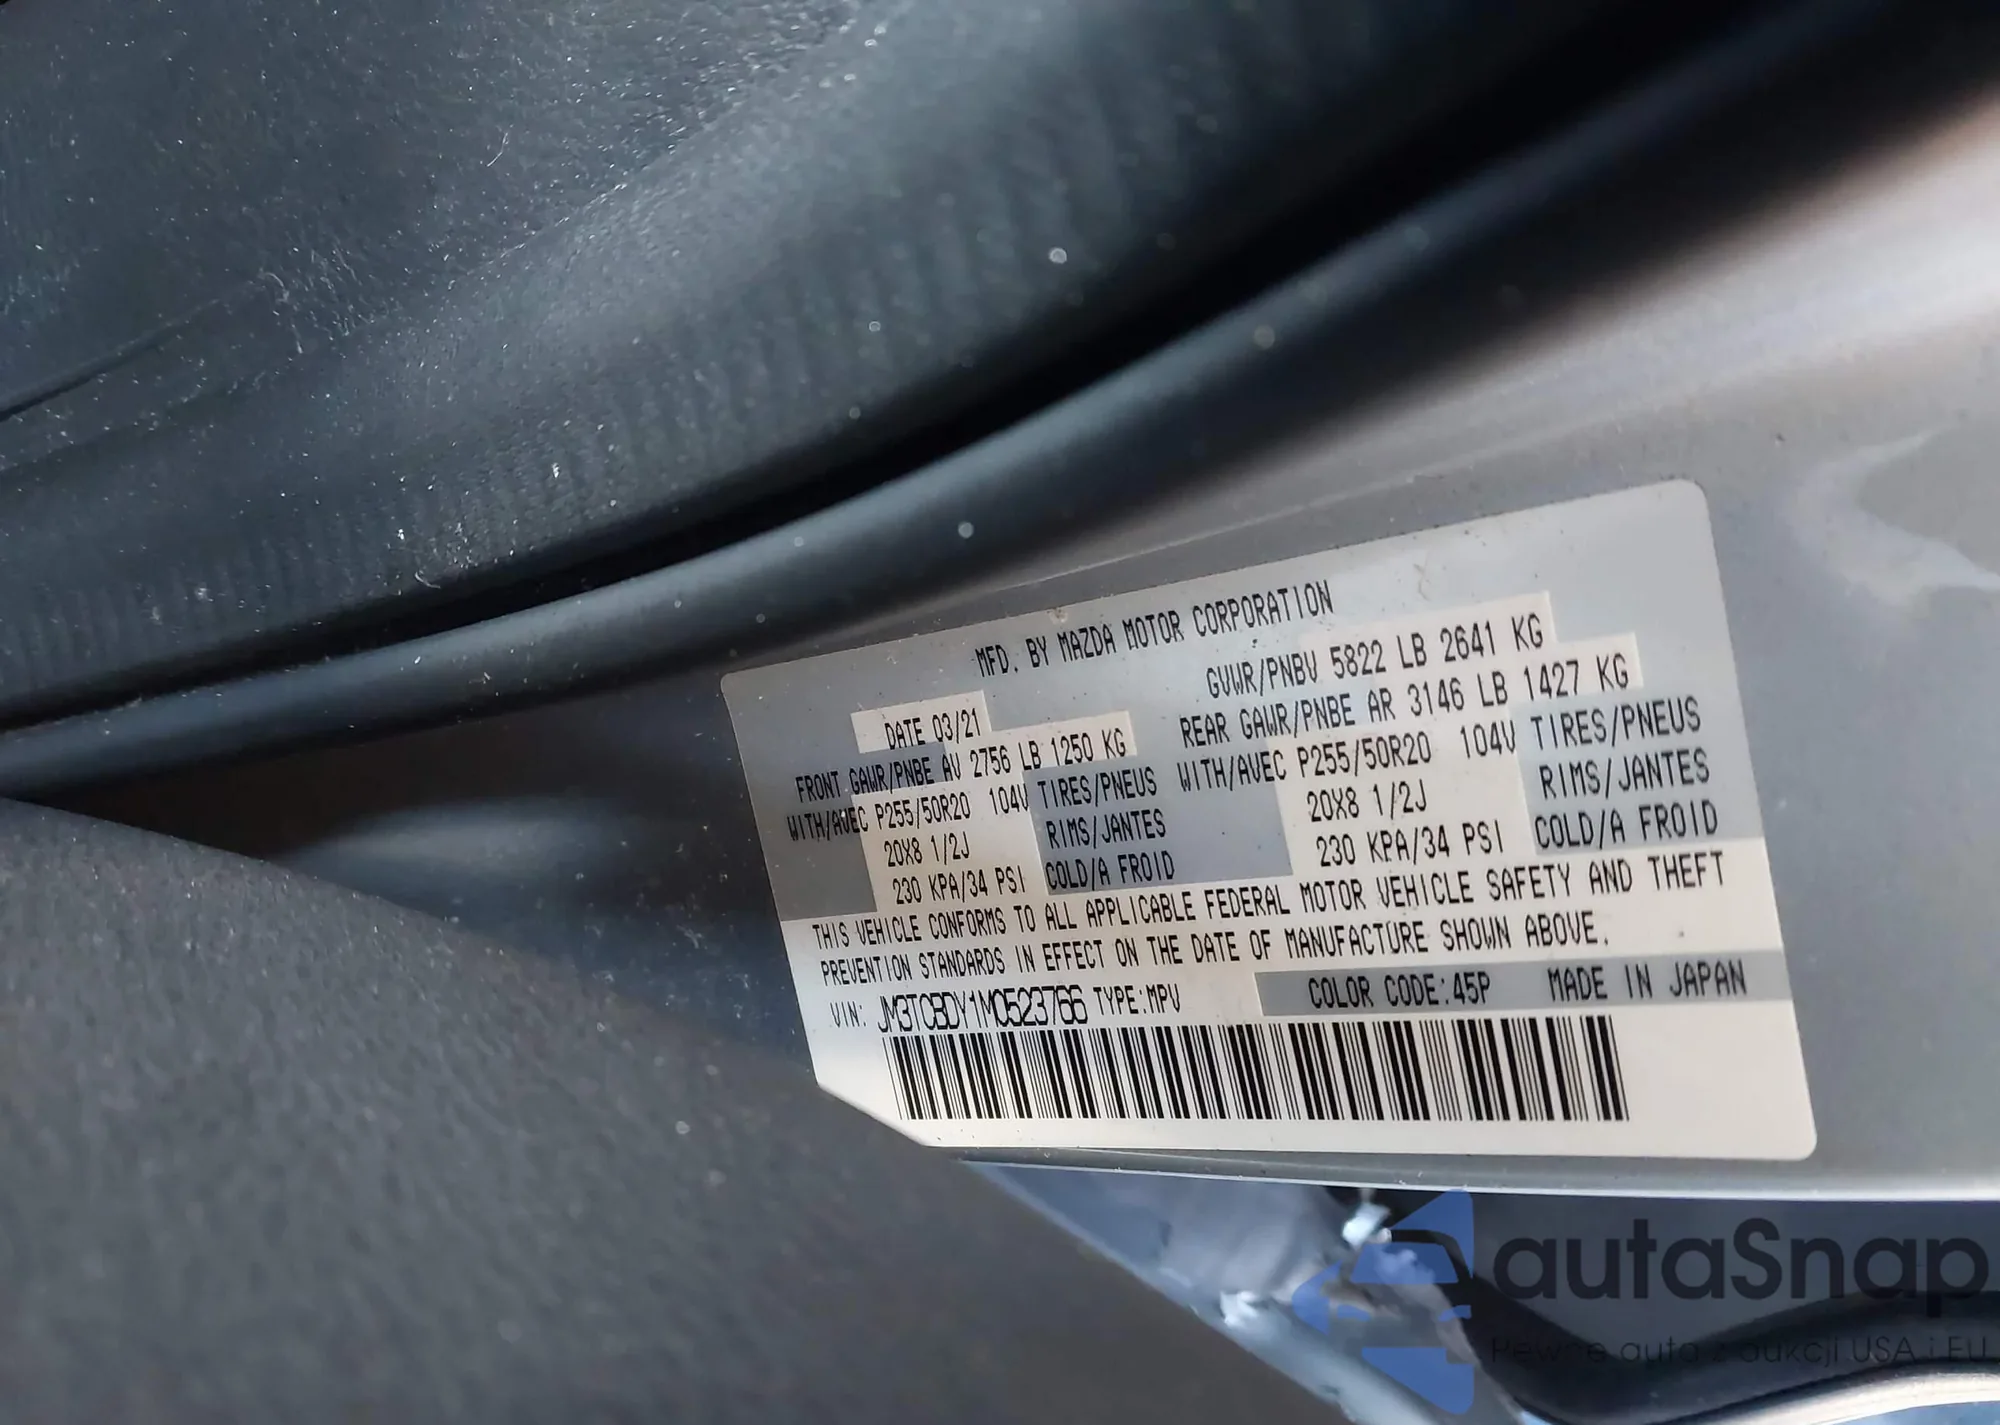 MFD. BY MAZDA MOTOR CORPORATION
DATE 03/21
GVWR/PNBV 5822 LB 2641 KG
FRONT GAWR/PNBE AV 2756 LB 1250 KG
REAR GAWR/PNBE AR 3146 LB 1427 KG
WITH/AVEC P255/50R20 104V TIRES/PNEUS
WITH/AVEC P255/50R20 104V TIRES/PNEUS
20X8 1/2J RIMS/JANTES
20X8 1/2J RIMS/JANTES
230 KPA/34 PSI COLD/A FROID
230 KPA/34 PSI COLD/A FROID
THIS VEHICLE CONFORMS TO ALL APPLICABLE FEDERAL MOTOR VEHICLE SAFETY AND THEFT
PREVENTION STANDARDS IN EFFECT ON THE DATE OF MANUFACTURE SHOWN ABOVE.
VIN: JM3TCBDY1M0523766 TYPE:MPV COLOR CODE:45P MADE IN JAPAN
autaSnap
Pewne auta z aukcji USA i EU